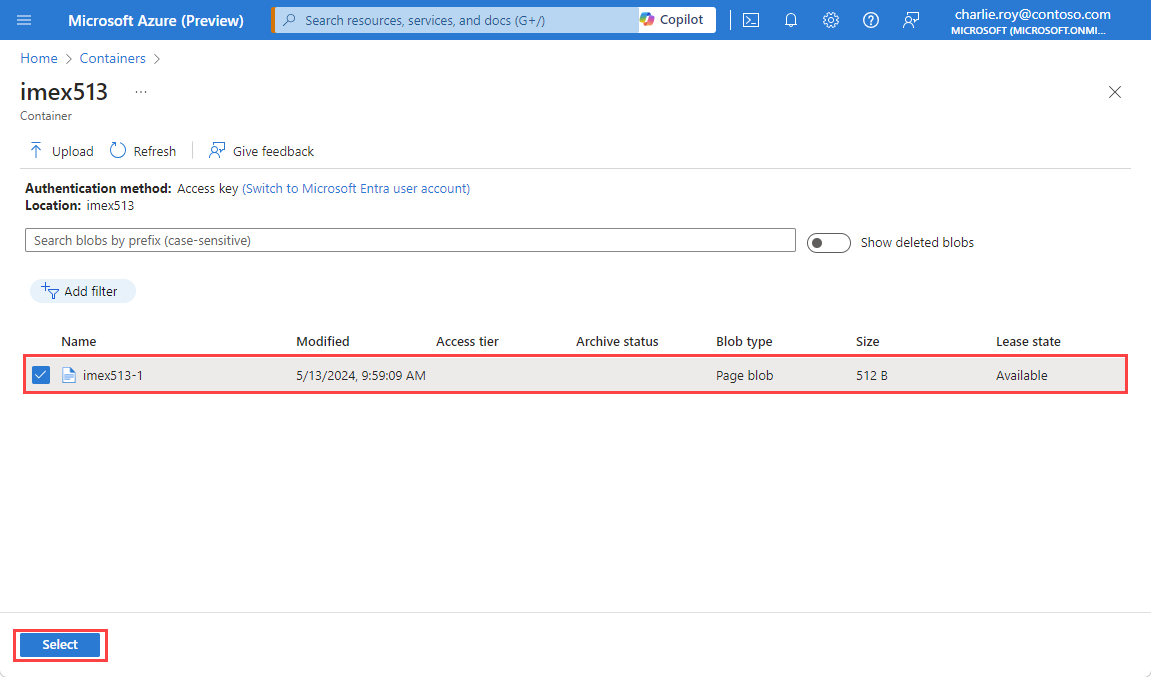 Microsoft Azure (Preview)
Search resources, services, and docs (G+/)
Copilot
charlie.roy@contoso.com
MICROSOFT (MICROSOFT.ONMI...
Home > Containers >
imex513 ...
Container
Upload Refresh Give feedback
Authentication method: Access key (Switch to Microsoft Entra user account)
Location: imex513
Search blobs by prefix (case-sensitive)
Show deleted blobs
Add filter
Name Modified Access tier Archive status Blob type Size Lease state
imex513-1 5/13/2024, 9:59:09 AM Page blob 512 B Available
Select